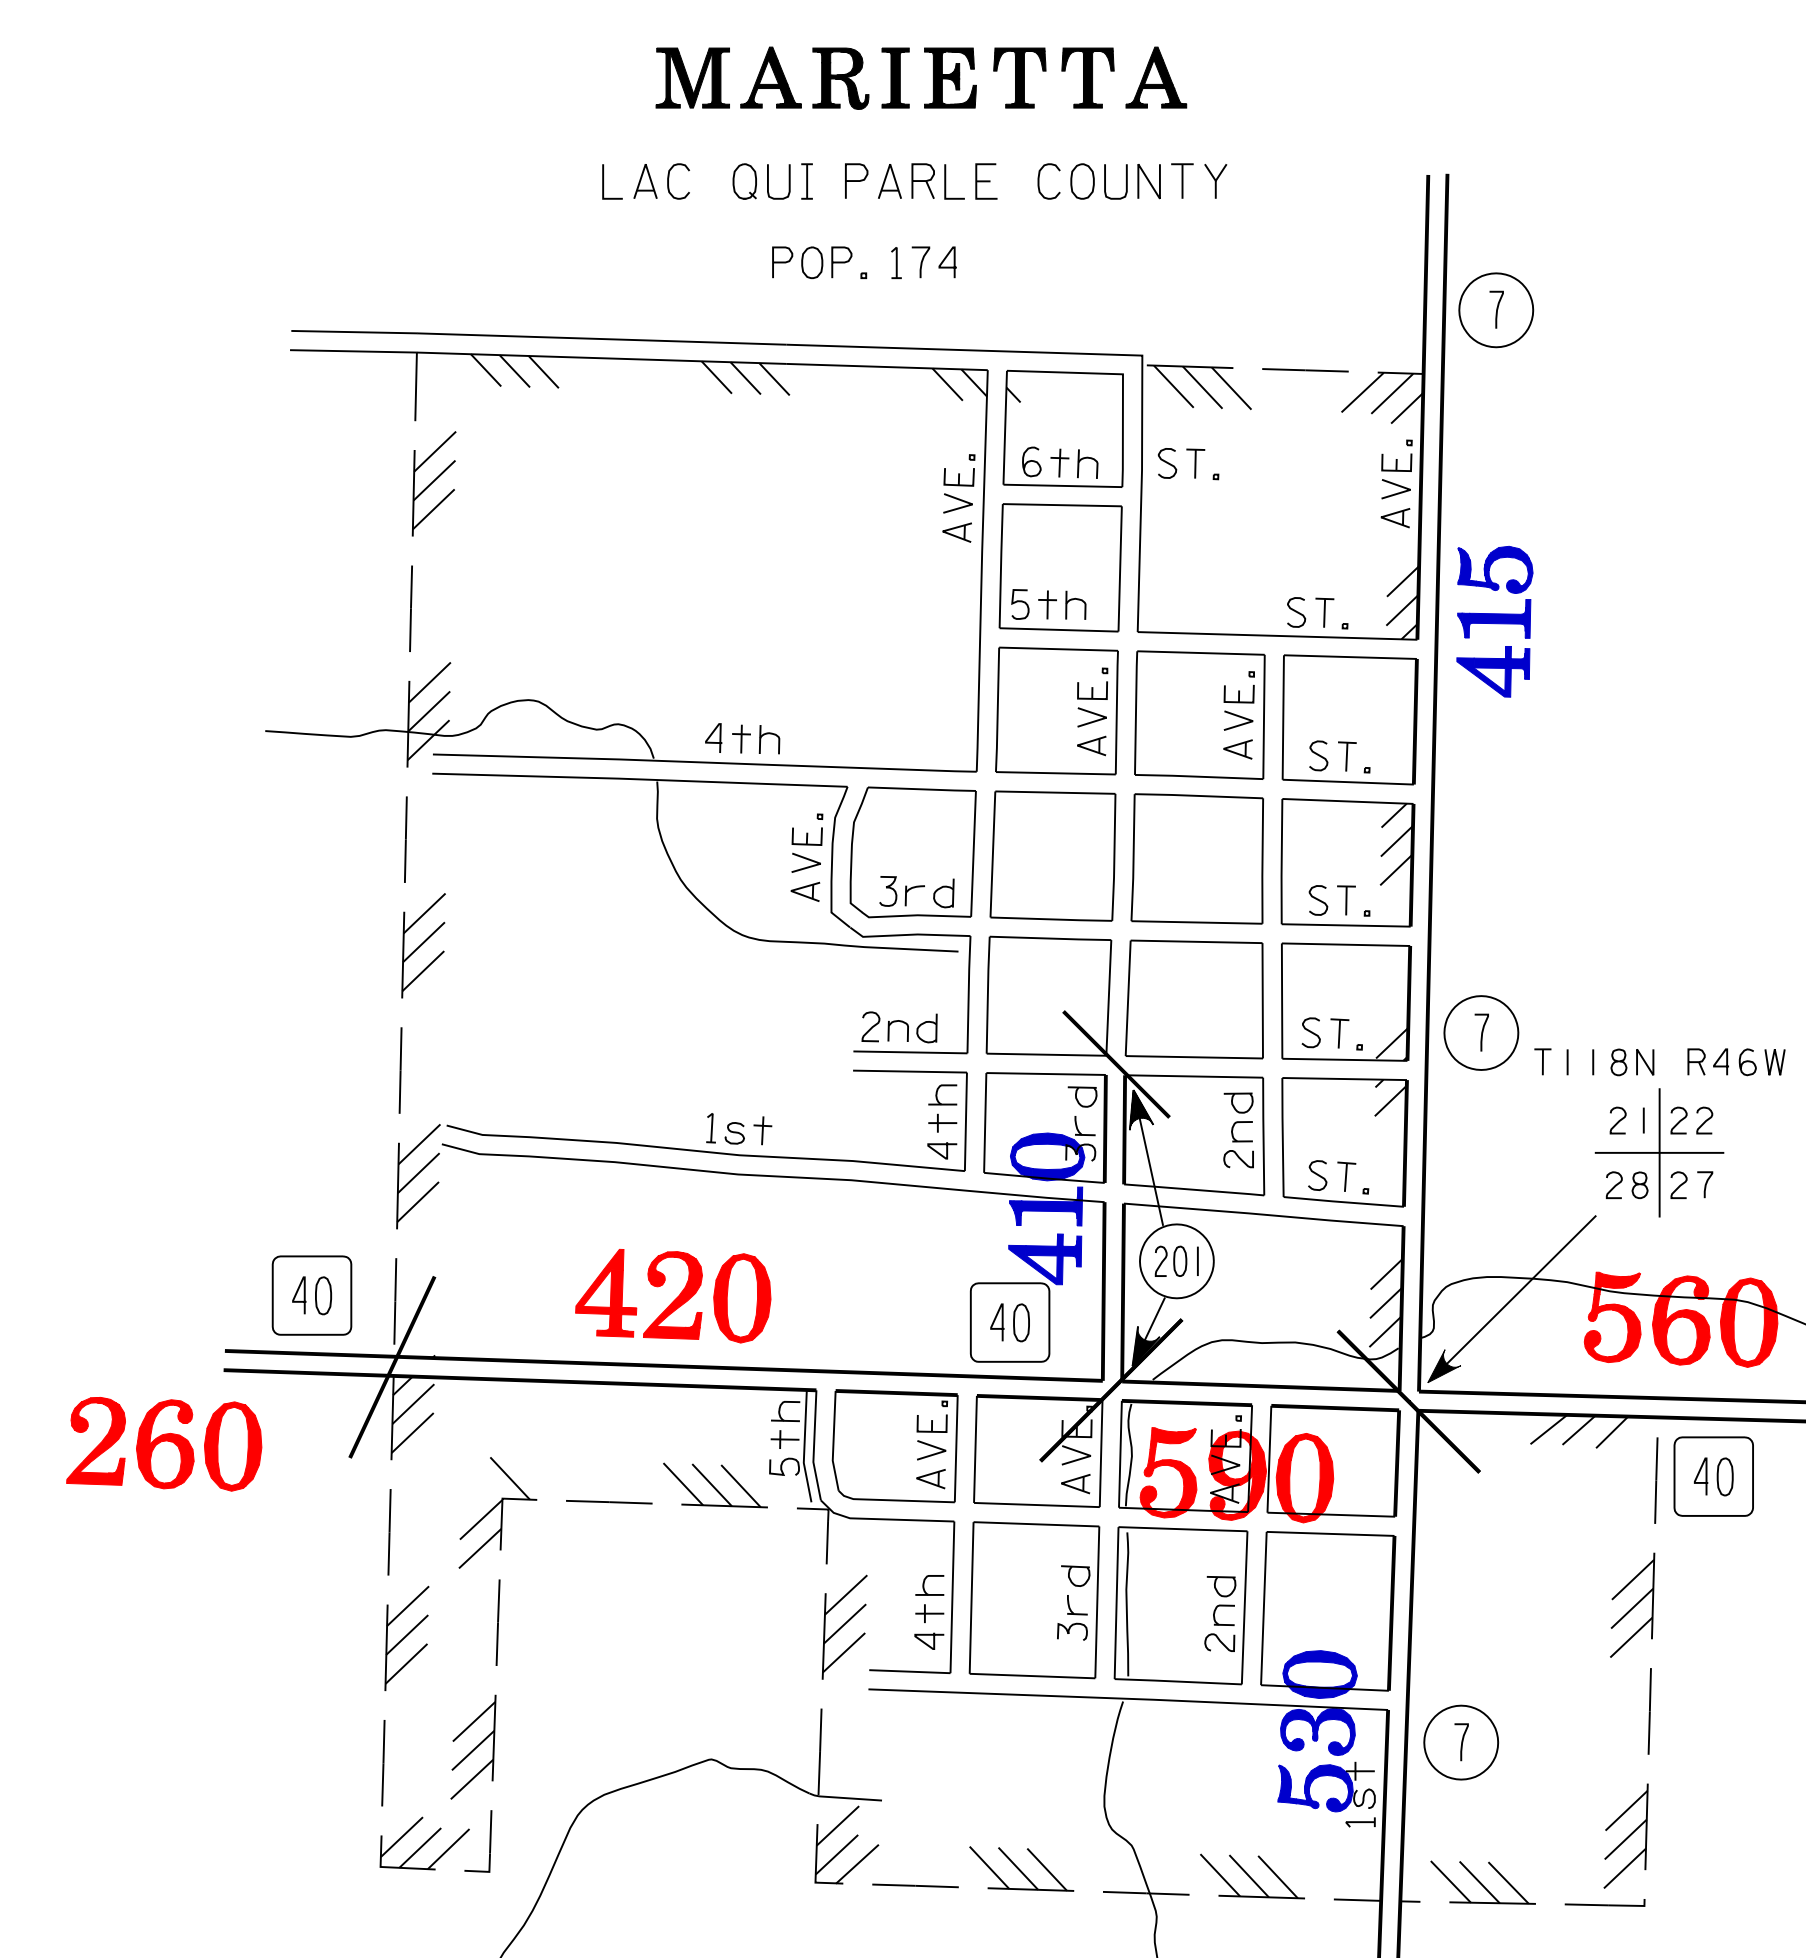 MARIETTA
LAC QUI PARLE COUNTY
POP. 174
7
6th ST.
AVE.
AVE.
415
5th ST.
AVE.
AVE.
4th ST.
AVE.
3rd ST.
2nd ST.
7
T118N R46W
21 22
28 27
4th
3rd
2nd
1st ST.
410
201
40
420
40
560
260
5th
AVE.
AVE.
AVE.
590
40
4th
3rd
2nd
530
1st
7